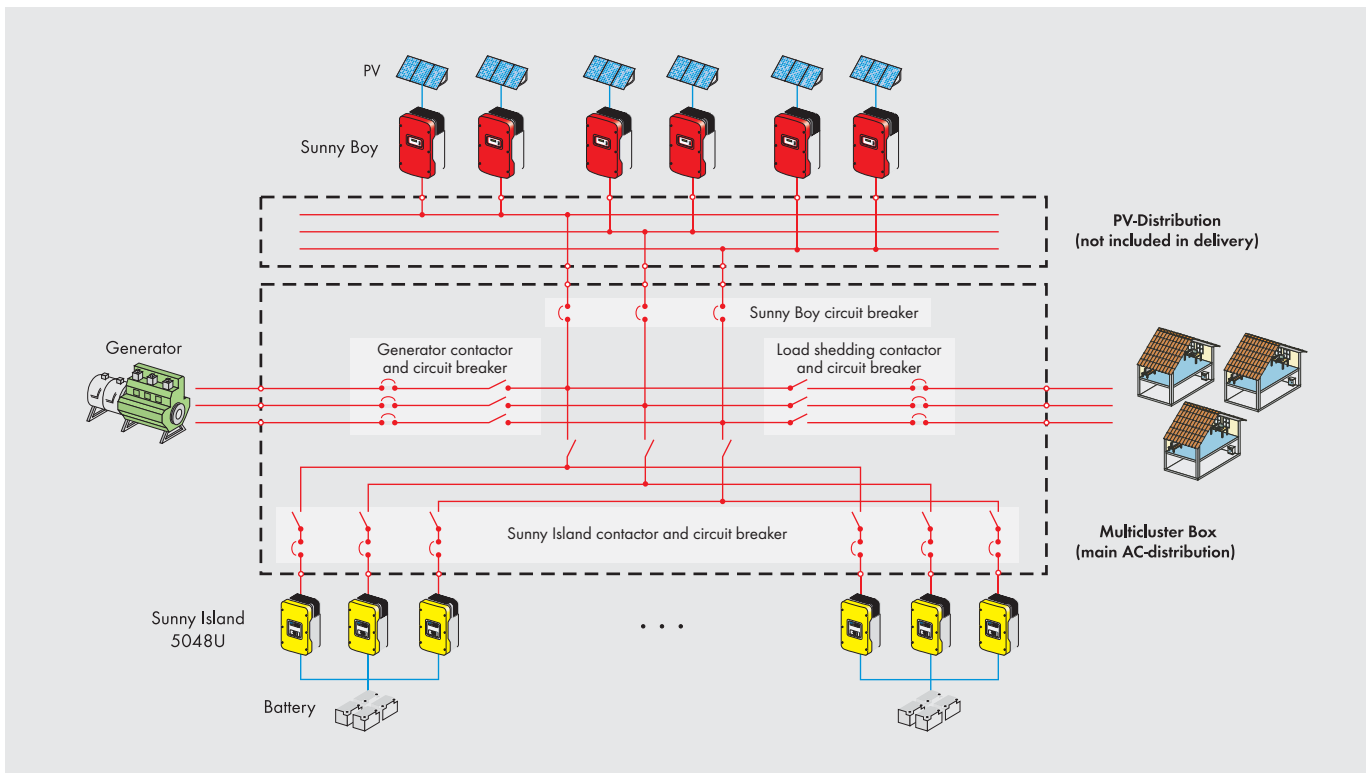 PV
Sunny Boy
PV-Distribution
(not included in delivery)
Sunny Boy circuit breaker
Generator
Generator contactor
and circuit breaker
Load shedding contactor
and circuit breaker
Sunny Island contactor and circuit breaker
Multicluster Box
(main AC-distribution)
Sunny Island
5048U
. . .
Battery